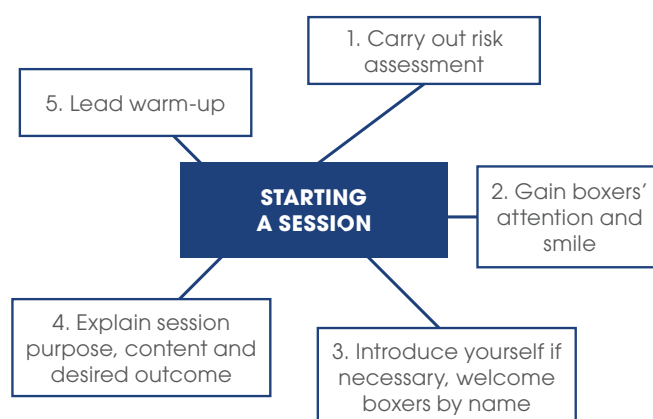 1. Carry out risk
assessment
5. Lead warm-up
STARTING
A SESSION
2. Gain boxers’
attention and
smile
4. Explain session
purpose, content and
desired outcome
3. Introduce yourself if
necessary, welcome
boxers by name